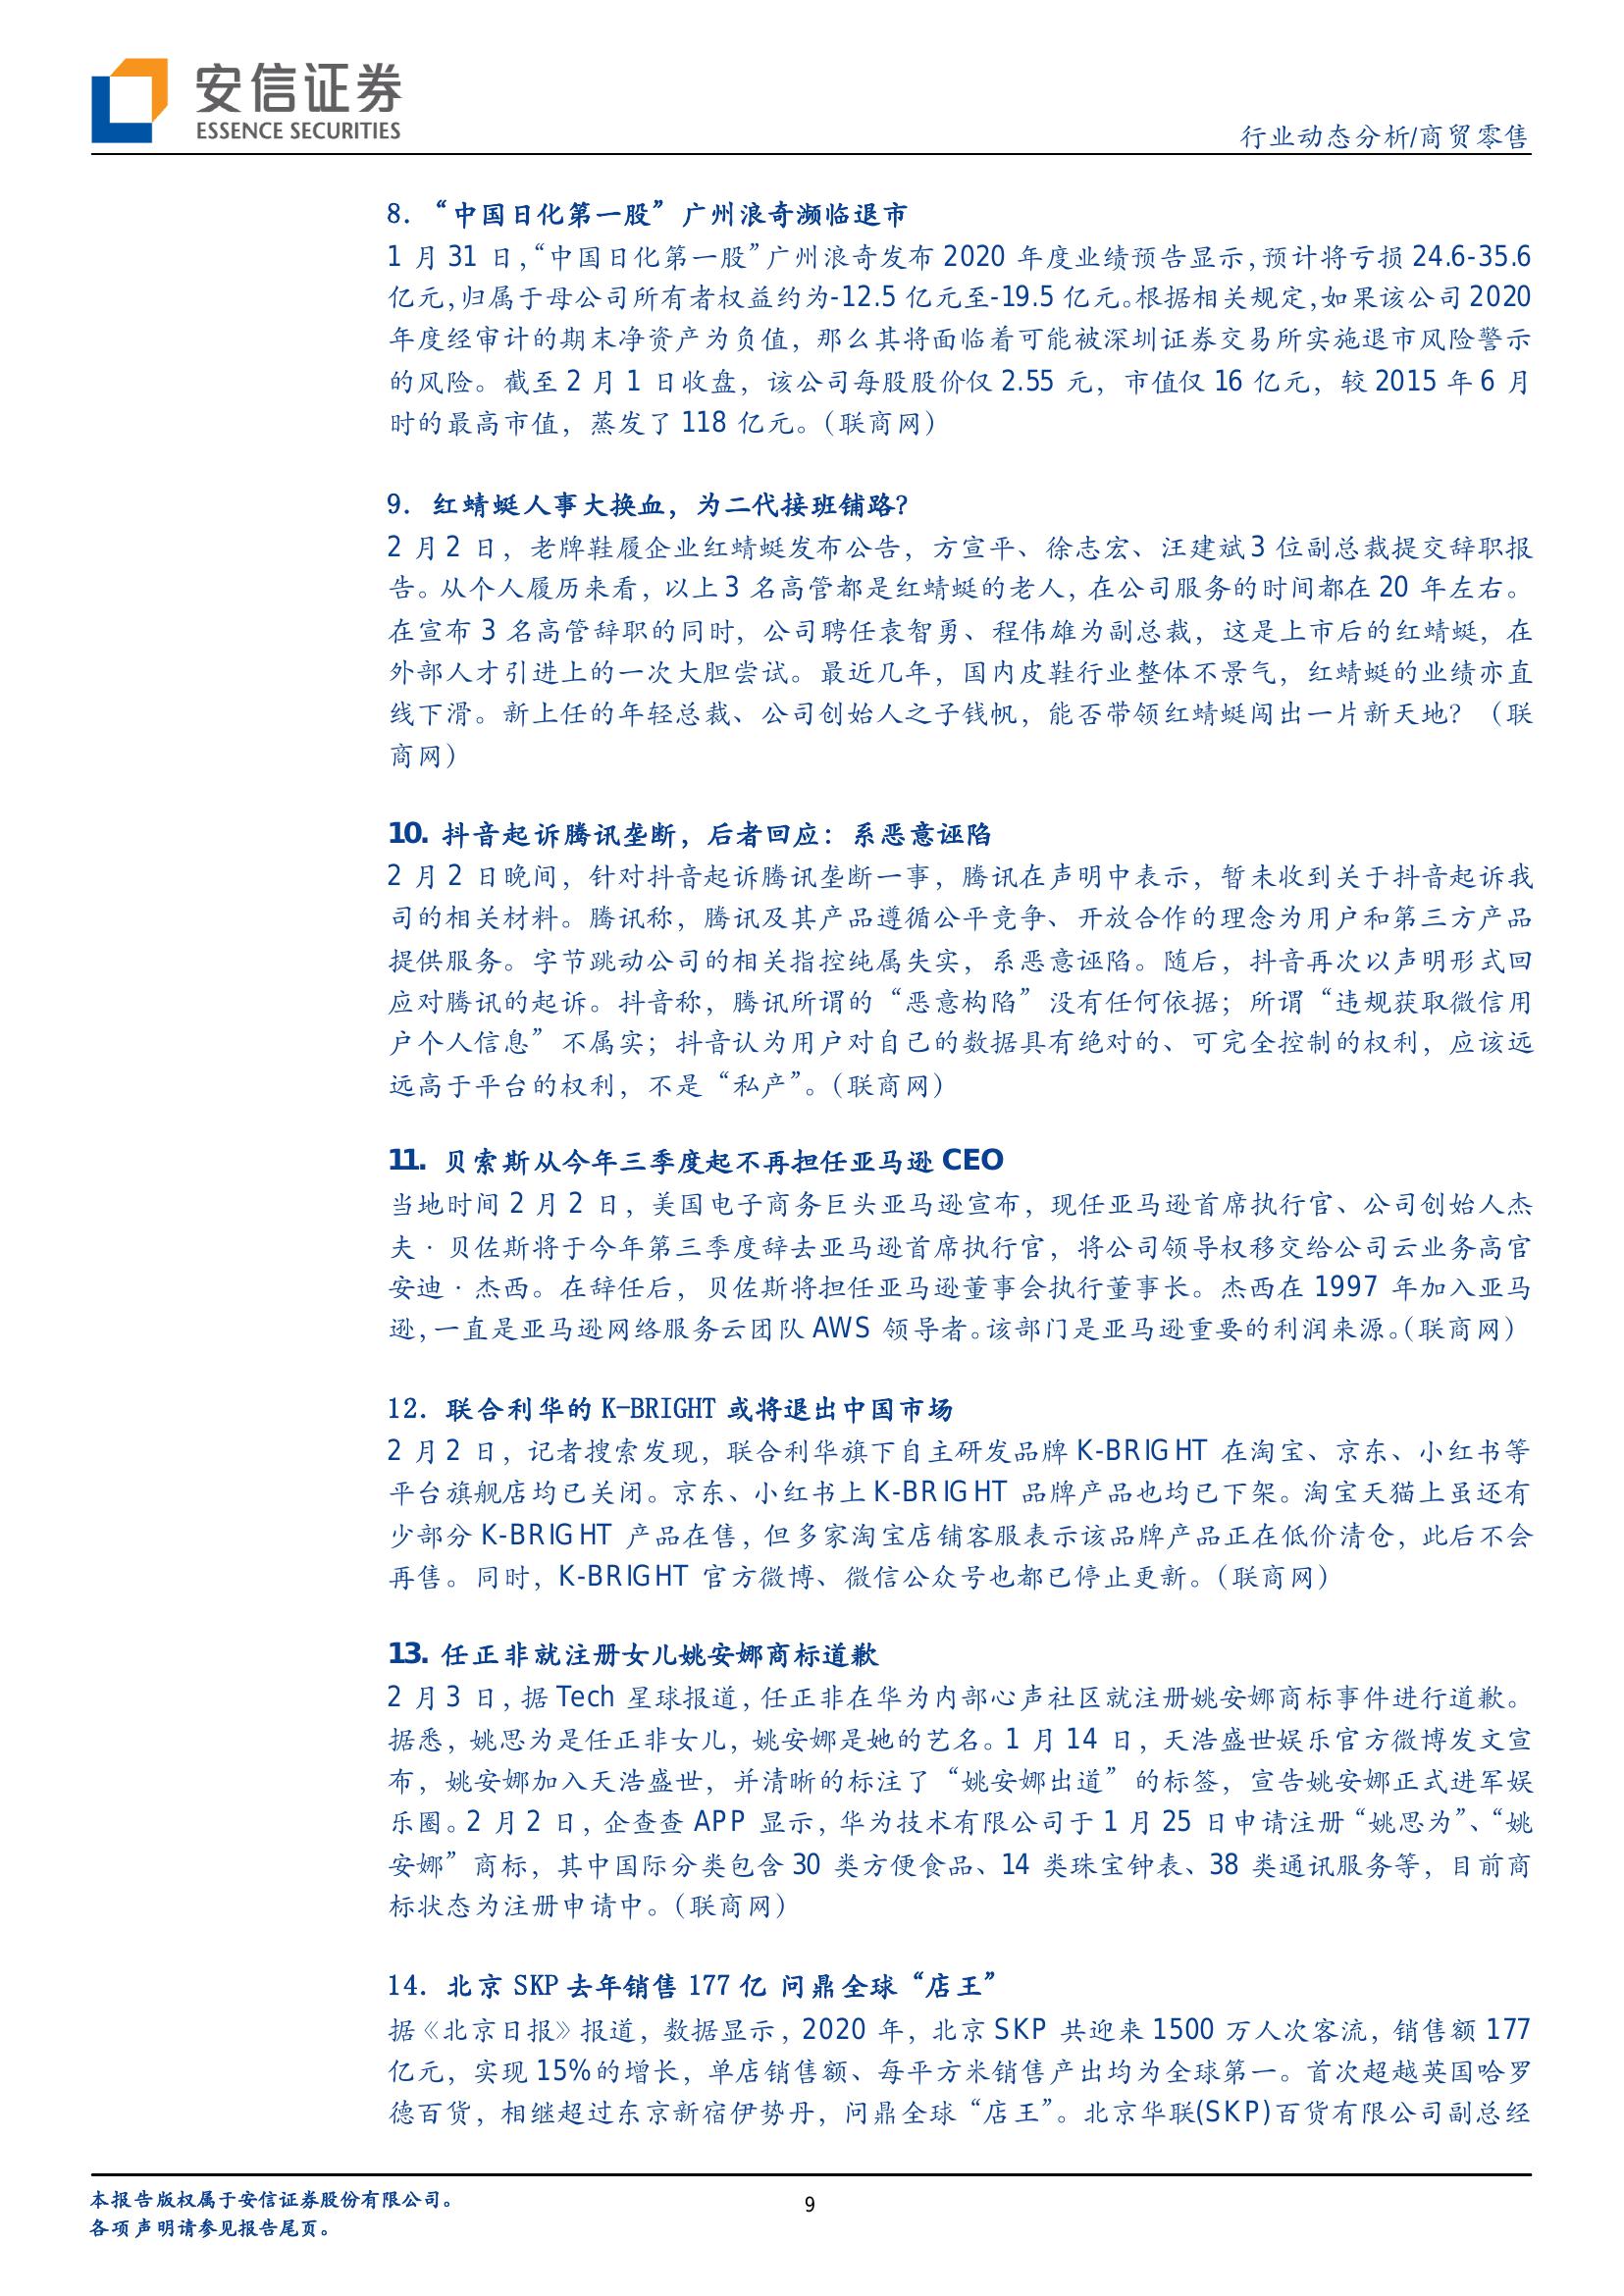 安信证券
ESSENCE SECURITIES
行业动态分析/商贸零售
8. “中国日化第一股”广州浪奇濒临退市
1 月 31 日，“中国日化第一股”广州浪奇发布 2020 年度业绩预告显示，预计将亏损 24.6-35.6
亿元，归属于母公司所有者权益约为-12.5 亿元至-19.5 亿元。根据相关规定，如果该公司 2020
年度经审计的期末净资产为负值，那么其将面临着可能被深圳证券交易所实施退市风险警示
的风险。截至 2 月 1 日收盘，该公司每股股价仅 2.55 元，市值仅 16 亿元，较 2015 年 6 月
时的最高市值，蒸发了 118 亿元。（联商网）
9. 红蜻蜓人事大换血，为二代接班铺路？
2 月 2 日，老牌鞋履企业红蜻蜓发布公告，方宣平、徐志宏、汪建斌 3 位副总裁提交辞职报
告。从个人履历来看，以上 3 名高管都是红蜻蜓的老人，在公司服务的时间都在 20 年左右。
在宣布 3 名高管辞职的同时，公司聘任袁智勇、程伟雄为副总裁，这是上市后的红蜻蜓，在
外部人才引进上的一次大胆尝试。最近几年，国内皮鞋行业整体不景气，红蜻蜓的业绩亦直
线下滑。新上任的年轻总裁、公司创始人之子钱帆，能否带领红蜻蜓闯出一片新天地？（联
商网）
10. 抖音起诉腾讯垄断，后者回应：系恶意诬陷
2 月 2 日晚间，针对抖音起诉腾讯垄断一事，腾讯在声明中表示，暂未收到关于抖音起诉我
司的相关材料。腾讯称，腾讯及其产品遵循公平竞争、开放合作的理念为用户和第三方产品
提供服务。字节跳动公司的相关指控纯属失实，系恶意诬陷。随后，抖音再次以声明形式回
应对腾讯的起诉。抖音称，腾讯所谓的“恶意构陷”没有任何依据；所谓“违规获取微信用
户个人信息”不属实；抖音认为用户对自己的数据具有绝对的、可完全控制的权利，应该远
远高于平台的权利，不是“私产”。（联商网）
11. 贝索斯从今年三季度起不再担任亚马逊 CEO
当地时间 2 月 2 日，美国电子商务巨头亚马逊宣布，现任亚马逊首席执行官、公司创始人杰
夫·贝佐斯将于今年第三季度辞去亚马逊首席执行官，将公司领导权移交给公司云业务高官
安迪·杰西。在辞任后，贝佐斯将担任亚马逊董事会执行董事长。杰西在 1997 年加入亚马
逊，一直是亚马逊网络服务云团队 AWS 领导者。该部门是亚马逊重要的利润来源。（联商网）
12. 联合利华的 K-BRIGHT 或将退出中国市场
2 月 2 日，记者搜索发现，联合利华旗下自主研发品牌 K-BRIGHT 在淘宝、京东、小红书等
平台旗舰店均已关闭。京东、小红书上 K-BRIGHT 品牌产品也均已下架。淘宝天猫上虽还有
少部分 K-BRIGHT 产品在售，但多家淘宝店铺客服表示该品牌产品正在低价清仓，此后不会
再售。同时，K-BRIGHT 官方微博、微信公众号也都已停止更新。（联商网）
13. 任正非就注册女儿姚安娜商标道歉
2 月 3 日，据 Tech 星球报道，任正非在华为内部心声社区就注册姚安娜商标事件进行道歉。
据悉，姚思为是任正非女儿，姚安娜是她的艺名。1 月 14 日，天浩盛世娱乐官方微博发文宣
布，姚安娜加入天浩盛世，并清晰的标注了“姚安娜出道”的标签，宣告姚安娜正式进军娱
乐圈。2 月 2 日，企查查 APP 显示，华为技术有限公司于 1 月 25 日申请注册“姚思为”、“姚
安娜”商标，其中国际分类包含 30 类方便食品、14 类珠宝钟表、38 类通讯服务等，目前商
标状态为注册申请中。（联商网）
14. 北京 SKP 去年销售 177 亿 问鼎全球“店王”
据《北京日报》报道，数据显示，2020 年，北京 SKP 共迎来 1500 万人次客流，销售额 177
亿元，实现 15%的增长，单店销售额、每平方米销售产出均为全球第一。首次超越英国哈罗
德百货，相继超过东京新宿伊势丹，问鼎全球“店王”。北京华联(SKP)百货有限公司副总经
本报告版权属于安信证券股份有限公司。
9
各项声明请参见报告尾页。